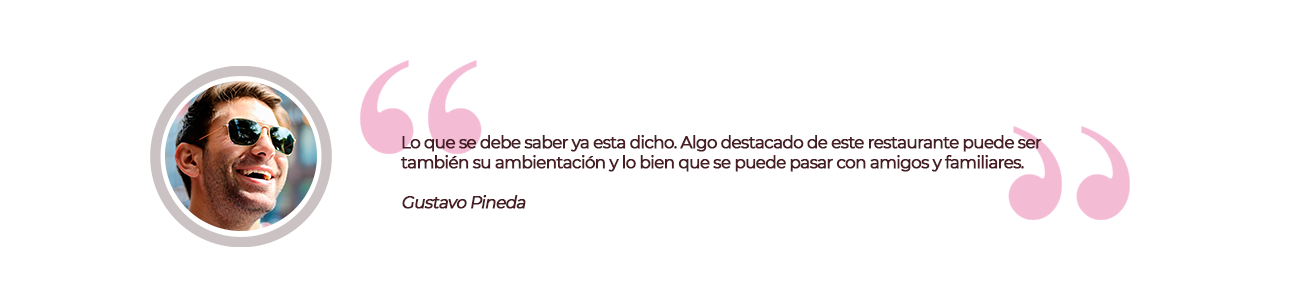 Lo que se debe saber ya esta dicho. Algo destacado de este restaurante puede ser
también su ambientación y lo bien que se puede pasar con amigos y familiares.
Gustavo Pineda